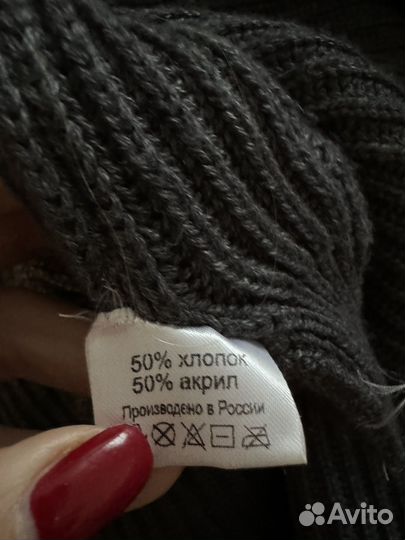 50% хлопок
50% акрил
Произведено в России
Avito